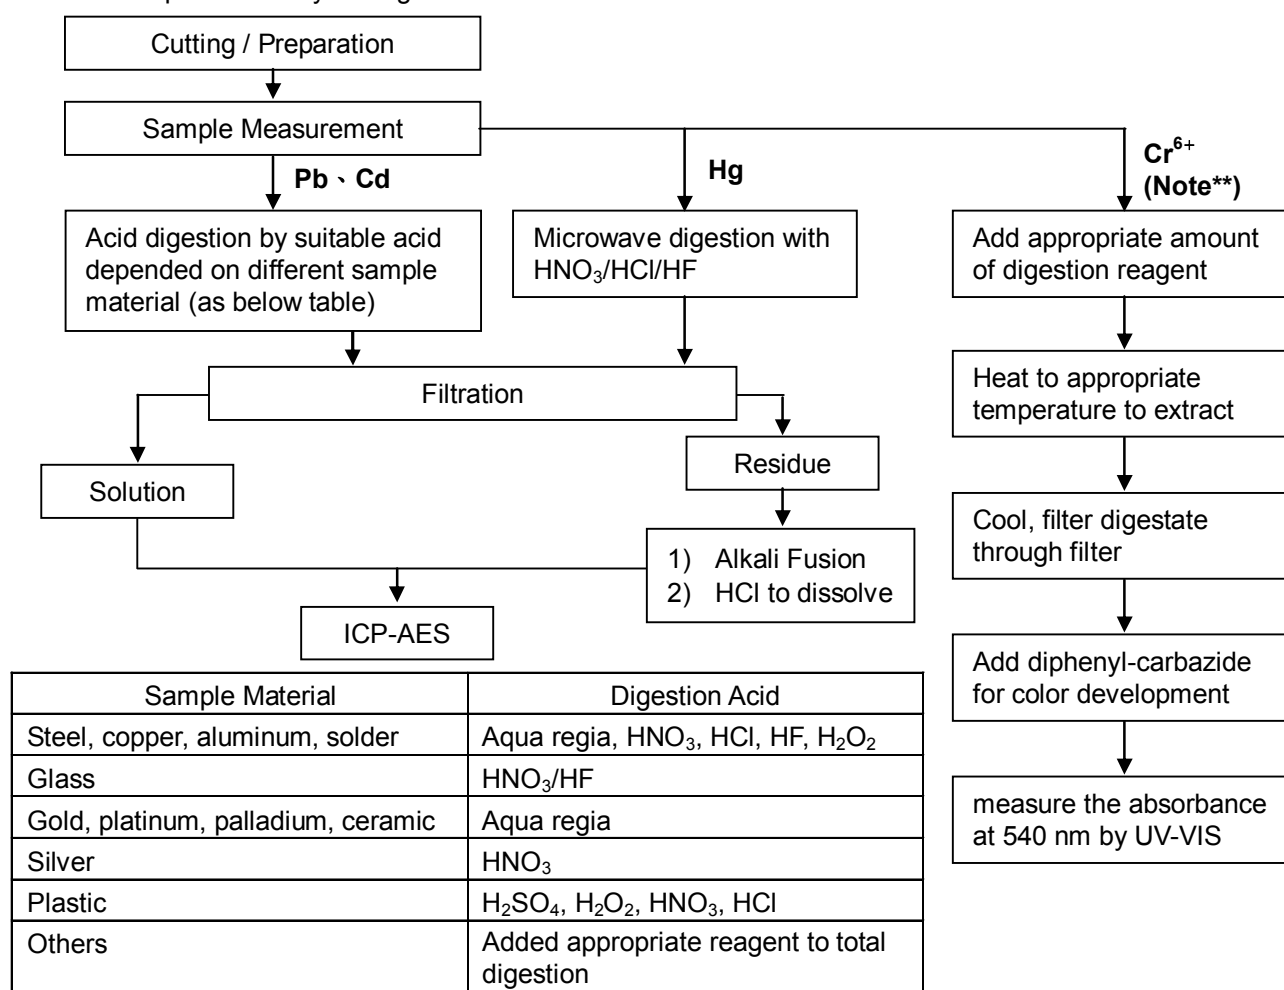 Cutting / Preparation
Sample Measurement
Pb、Cd
Hg
Cr⁶⁺
(Note**)
Acid digestion by suitable acid
depended on different sample
material (as below table)
Microwave digestion with
HNO₃/HCl/HF
Add appropriate amount
of digestion reagent
Filtration
Heat to appropriate
temperature to extract
Solution
Residue
1) Alkali Fusion
2) HCl to dissolve
Cool, filter digestate
through filter
ICP-AES
Add diphenyl-carbazide
for color development
measure the absorbance
at 540 nm by UV-VIS
Sample Material Digestion Acid
Steel, copper, aluminum, solder Aqua regia, HNO₃, HCl, HF, H₂O₂
Glass HNO₃/HF
Gold, platinum, palladium, ceramic Aqua regia
Silver HNO₃
Plastic H₂SO₄, H₂O₂, HNO₃, HCl
Others Added appropriate reagent to total
digestion